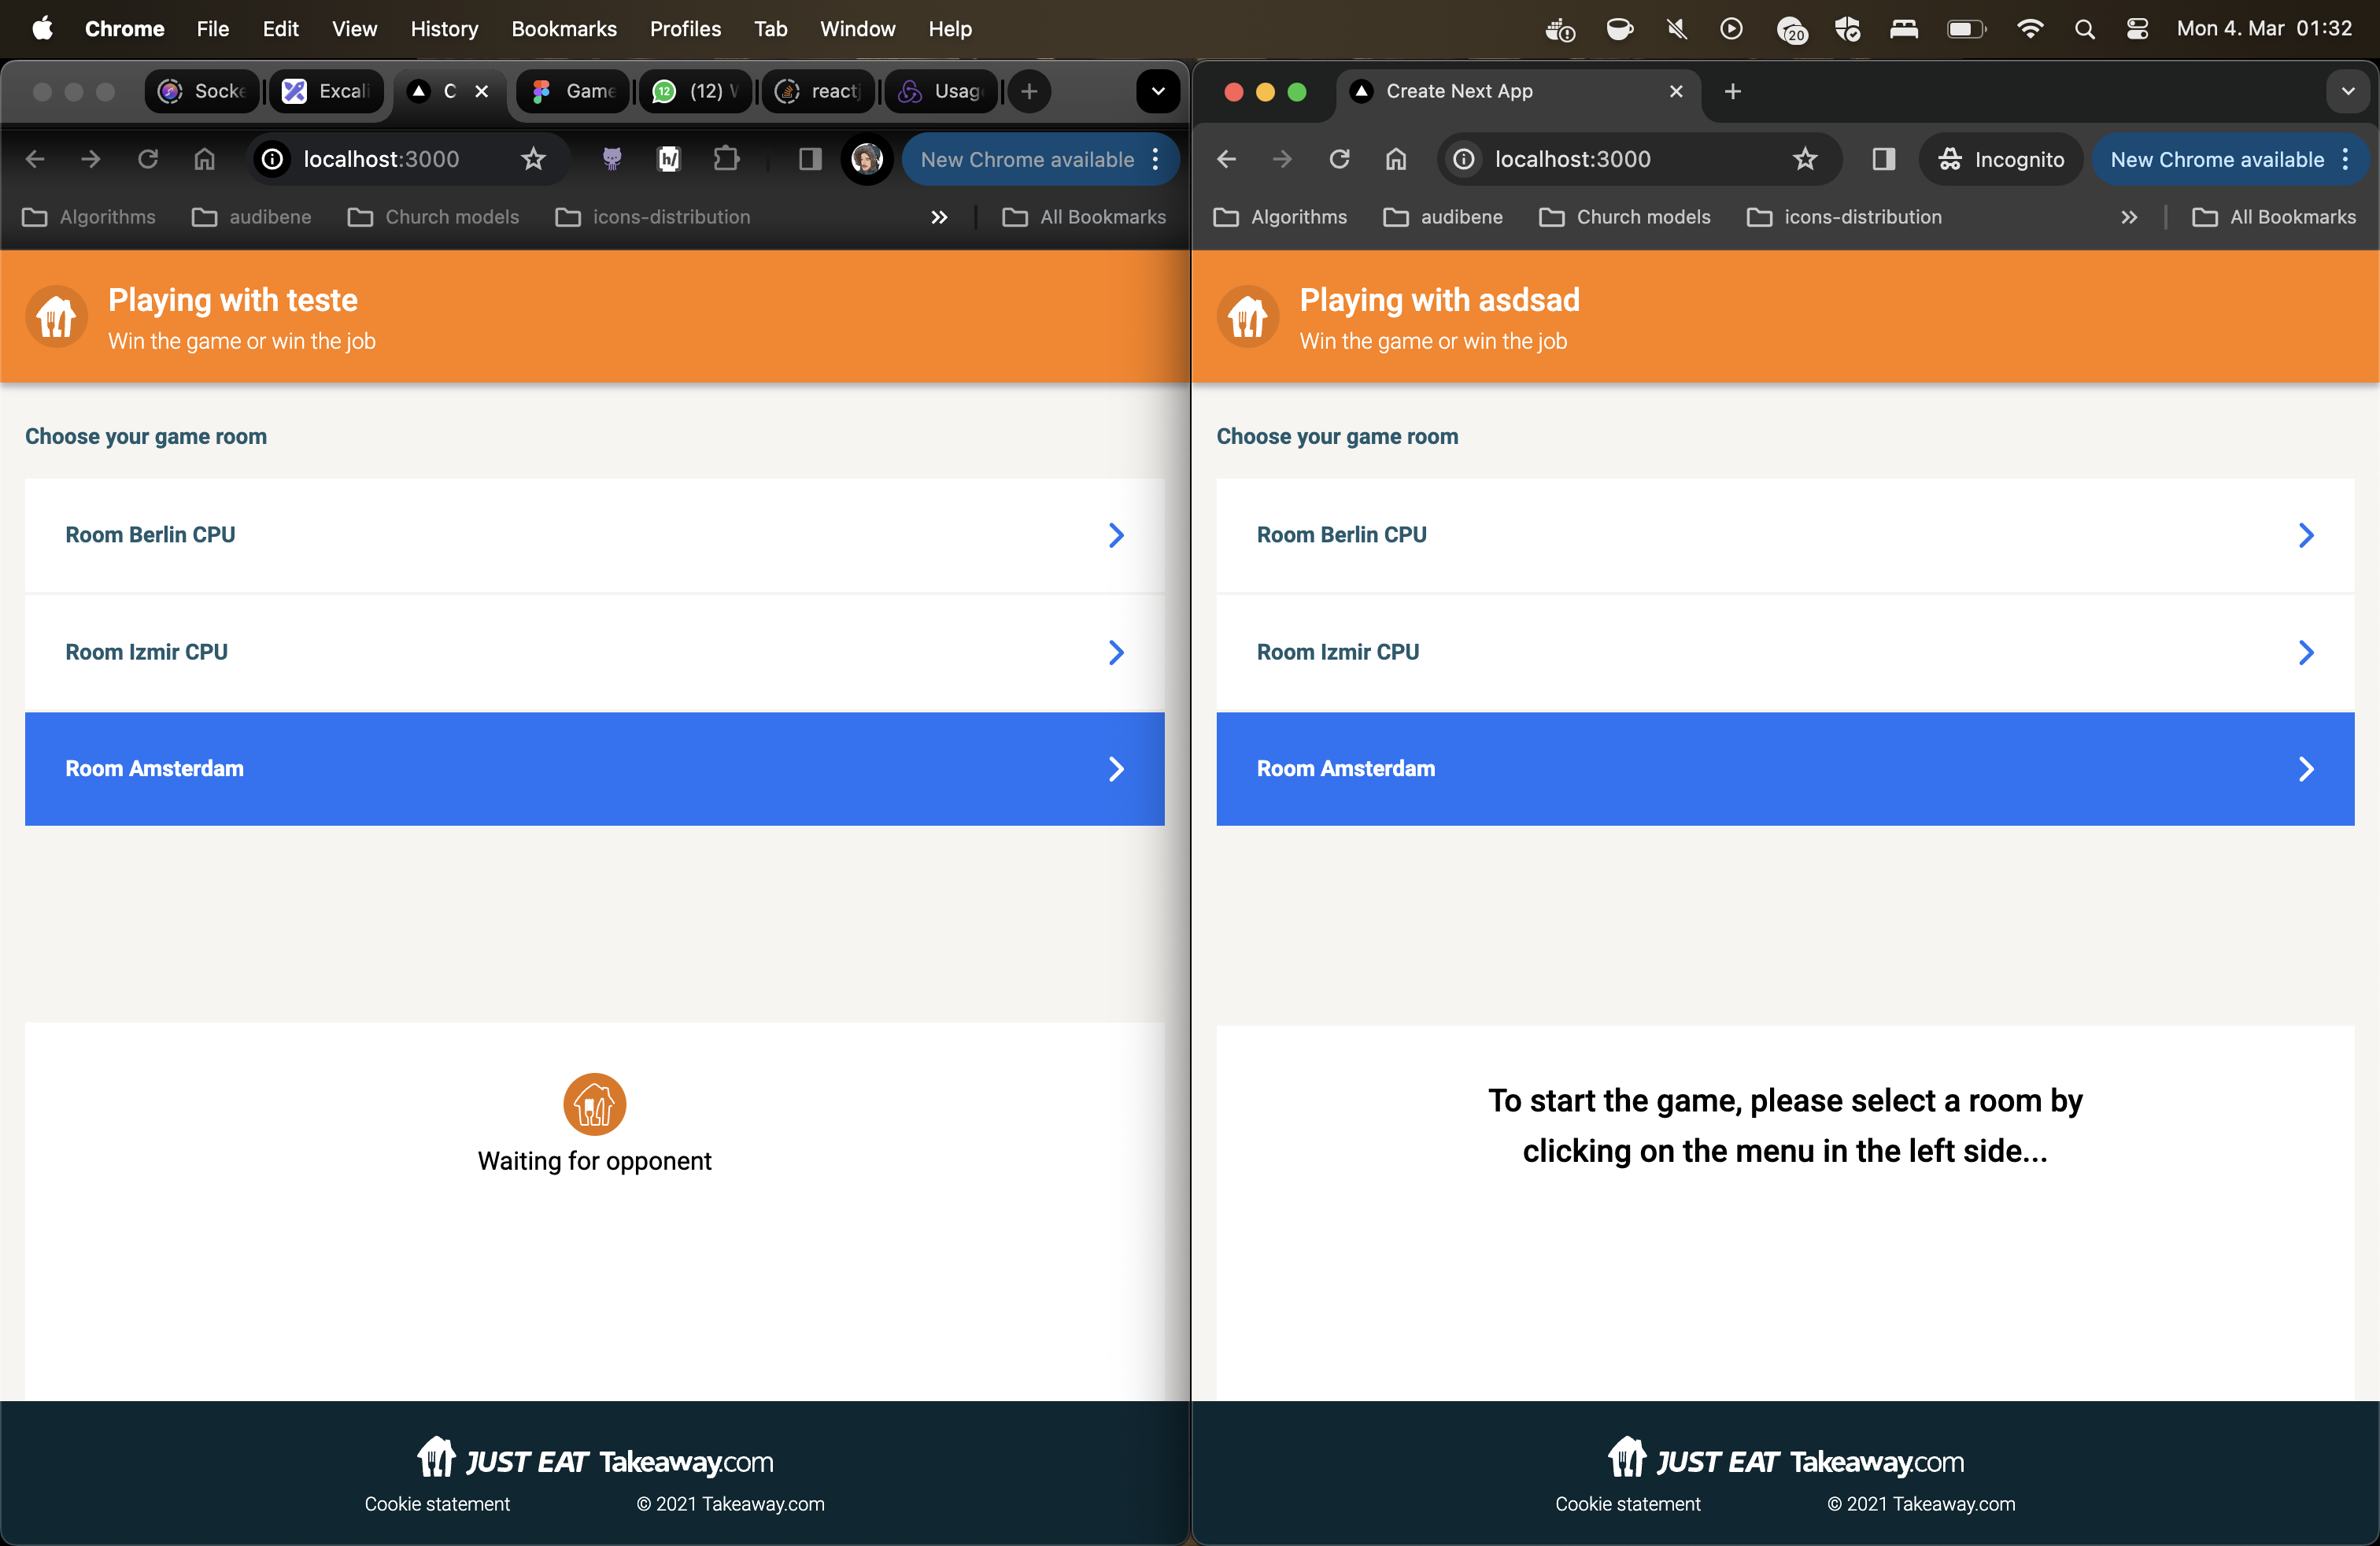 Chrome File Edit View History Bookmarks Profiles Tab Window Help 20 Mon 4. Mar 01:32
Socke Excali C Game 12 (12) W reactj Usage
localhost:3000 h/ New Chrome available
Algorithms audibene Church models icons-distribution All Bookmarks
Playing with teste
Win the game or win the job
Choose your game room
Room Berlin CPU
Room Izmir CPU
Room Amsterdam
Waiting for opponent
JUST EAT Takeaway.com
Cookie statement © 2021 Takeaway.com
Create Next App
localhost:3000 Incognito New Chrome available
Algorithms audibene Church models icons-distribution All Bookmarks
Playing with asdsad
Win the game or win the job
Choose your game room
Room Berlin CPU
Room Izmir CPU
Room Amsterdam
To start the game, please select a room by
clicking on the menu in the left side...
JUST EAT Takeaway.com
Cookie statement © 2021 Takeaway.com